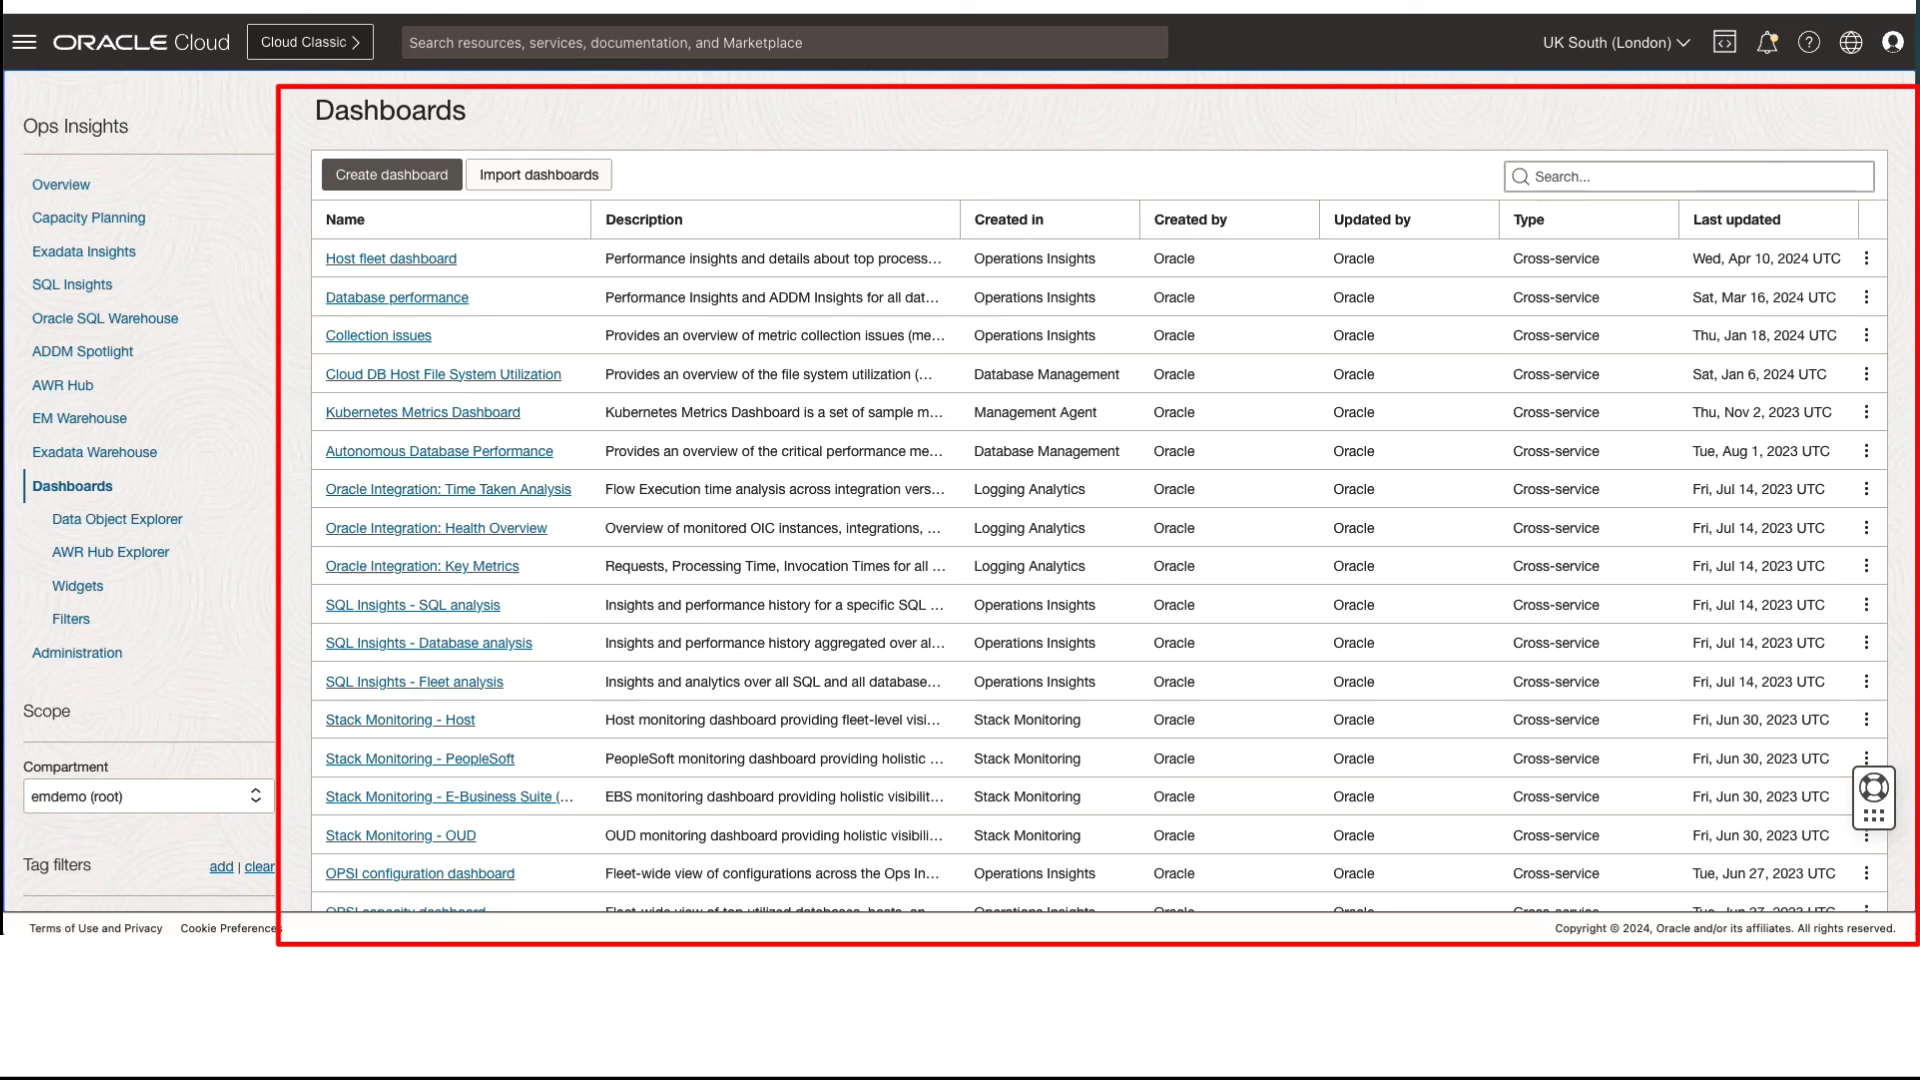 ORACLE Cloud
Cloud Classic
Search resources, services, documentation, and Marketplace
UK South (London)
Ops Insights
Overview
Capacity Planning
Exadata Insights
SQL Insights
Oracle SQL Warehouse
ADDM Spotlight
AWR Hub
EM Warehouse
Exadata Warehouse
Dashboards
Data Object Explorer
AWR Hub Explorer
Widgets
Filters
Administration
Scope
Compartment
emdemo (root)
Tag filters add | clear
Dashboards
Create dashboard Import dashboards Search...
Name Description Created in Created by Updated by Type Last updated
Host fleet dashboard Performance insights and details about top process... Operations Insights Oracle Oracle Cross-service Wed, Apr 10, 2024 UTC
Database performance Performance Insights and ADDM Insights for all dat... Operations Insights Oracle Oracle Cross-service Sat, Mar 16, 2024 UTC
Collection issues Provides an overview of metric collection issues (me... Operations Insights Oracle Oracle Cross-service Thu, Jan 18, 2024 UTC
Cloud DB Host File System Utilization Provides an overview of the file system utilization (... Database Management Oracle Oracle Cross-service Sat, Jan 6, 2024 UTC
Kubernetes Metrics Dashboard Kubernetes Metrics Dashboard is a set of sample m... Management Agent Oracle Oracle Cross-service Thu, Nov 2, 2023 UTC
Autonomous Database Performance Provides an overview of the critical performance me... Database Management Oracle Oracle Cross-service Tue, Aug 1, 2023 UTC
Oracle Integration: Time Taken Analysis Flow Execution time analysis across integration vers... Logging Analytics Oracle Oracle Cross-service Fri, Jul 14, 2023 UTC
Oracle Integration: Health Overview Overview of monitored OIC instances, integrations, ... Logging Analytics Oracle Oracle Cross-service Fri, Jul 14, 2023 UTC
Oracle Integration: Key Metrics Requests, Processing Time, Invocation Times for all ... Logging Analytics Oracle Oracle Cross-service Fri, Jul 14, 2023 UTC
SQL Insights - SQL analysis Insights and performance history for a specific SQL ... Operations Insights Oracle Oracle Cross-service Fri, Jul 14, 2023 UTC
SQL Insights - Database analysis Insights and performance history aggregated over al... Operations Insights Oracle Oracle Cross-service Fri, Jul 14, 2023 UTC
SQL Insights - Fleet analysis Insights and analytics over all SQL and all database... Operations Insights Oracle Oracle Cross-service Fri, Jul 14, 2023 UTC
Stack Monitoring - Host Host monitoring dashboard providing fleet-level visi... Stack Monitoring Oracle Oracle Cross-service Fri, Jun 30, 2023 UTC
Stack Monitoring - PeopleSoft PeopleSoft monitoring dashboard providing holistic ... Stack Monitoring Oracle Oracle Cross-service Fri, Jun 30, 2023 UTC
Stack Monitoring - E-Business Suite (... EBS monitoring dashboard providing holistic visibilit... Stack Monitoring Oracle Oracle Cross-service Fri, Jun 30, 2023 UTC
Stack Monitoring - OUD OUD monitoring dashboard providing holistic visibili... Stack Monitoring Oracle Oracle Cross-service Fri, Jun 30, 2023 UTC
OPSI configuration dashboard Fleet-wide view of configurations across the Ops In... Operations Insights Oracle Oracle Cross-service Tue, Jun 27, 2023 UTC
Terms of Use and Privacy Cookie Preferences Copyright © 2024, Oracle and/or its affiliates. All rights reserved.